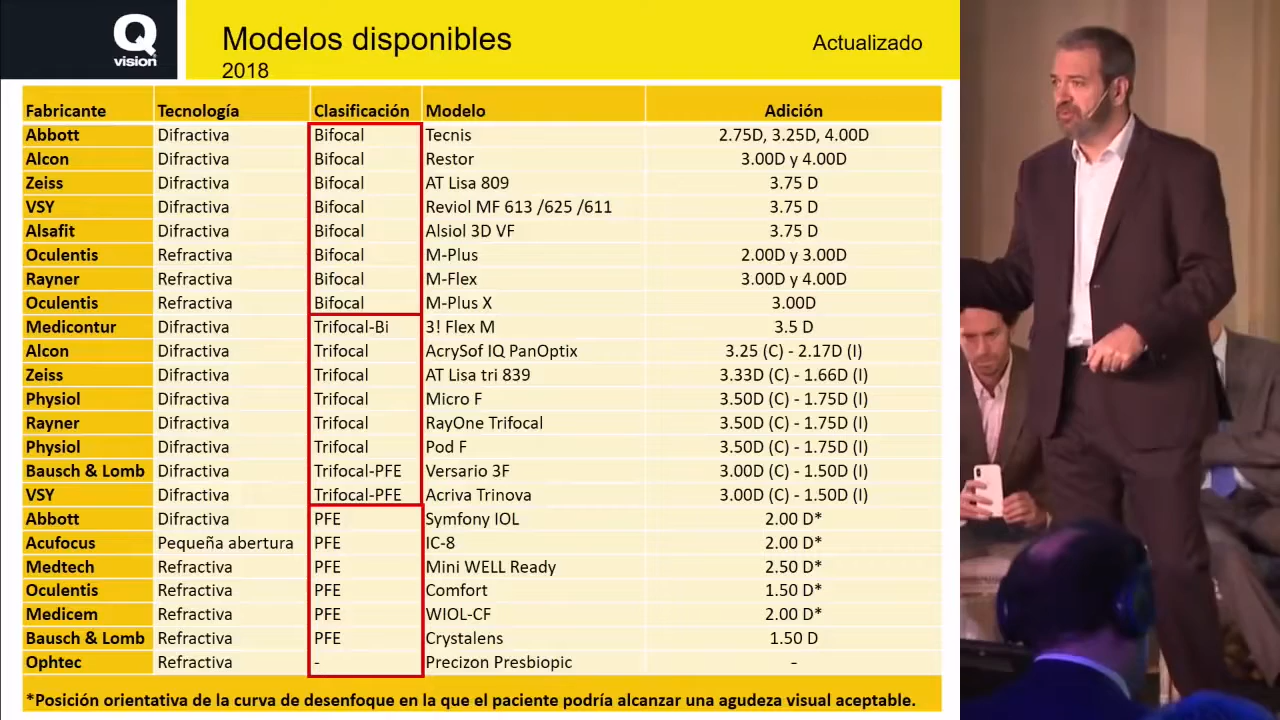 Q
vision
Modelos disponibles
Actualizado
2018
Fabricante Tecnología Clasificación Modelo Adición
Abbott Difractiva Bifocal Tecnis 2.75D, 3.25D, 4.00D
Alcon Difractiva Bifocal Restor 3.00D y 4.00D
Zeiss Difractiva Bifocal AT Lisa 809 3.75 D
VSY Difractiva Bifocal Reviol MF 613 /625 /611 3.75 D
Alsafit Difractiva Bifocal Alsiol 3D VF 3.75 D
Oculentis Refractiva Bifocal M-Plus 2.00D y 3.00D
Rayner Refractiva Bifocal M-Flex 3.00D y 4.00D
Oculentis Refractiva Bifocal M-Plus X 3.00D
Medicontur Difractiva Trifocal-Bi 3! Flex M 3.5 D
Alcon Difractiva Trifocal AcrySof IQ PanOptix 3.25 (C) - 2.17D (I)
Zeiss Difractiva Trifocal AT Lisa tri 839 3.33D (C) - 1.66D (I)
Physiol Difractiva Trifocal Micro F 3.50D (C) - 1.75D (I)
Rayner Difractiva Trifocal RayOne Trifocal 3.50D (C) - 1.75D (I)
Physiol Difractiva Trifocal Pod F 3.50D (C) - 1.75D (I)
Bausch & Lomb Difractiva Trifocal-PFE Versario 3F 3.00D (C) - 1.50D (I)
VSY Difractiva Trifocal-PFE Acriva Trinova 3.00D (C) - 1.50D (I)
Abbott Difractiva PFE Symfony IOL 2.00 D*
Acufocus Pequeña abertura PFE IC-8 2.00 D*
Medtech Refractiva PFE Mini WELL Ready 2.50 D*
Oculentis Refractiva PFE Comfort 1.50 D*
Medicem Refractiva PFE WIOL-CF 2.00 D*
Bausch & Lomb Refractiva PFE Crystalens 1.50 D
Ophtec Refractiva - Precizon Presbiopic -
*Posición orientativa de la curva de desenfoque en la que el paciente podría alcanzar una agudeza visual aceptable.